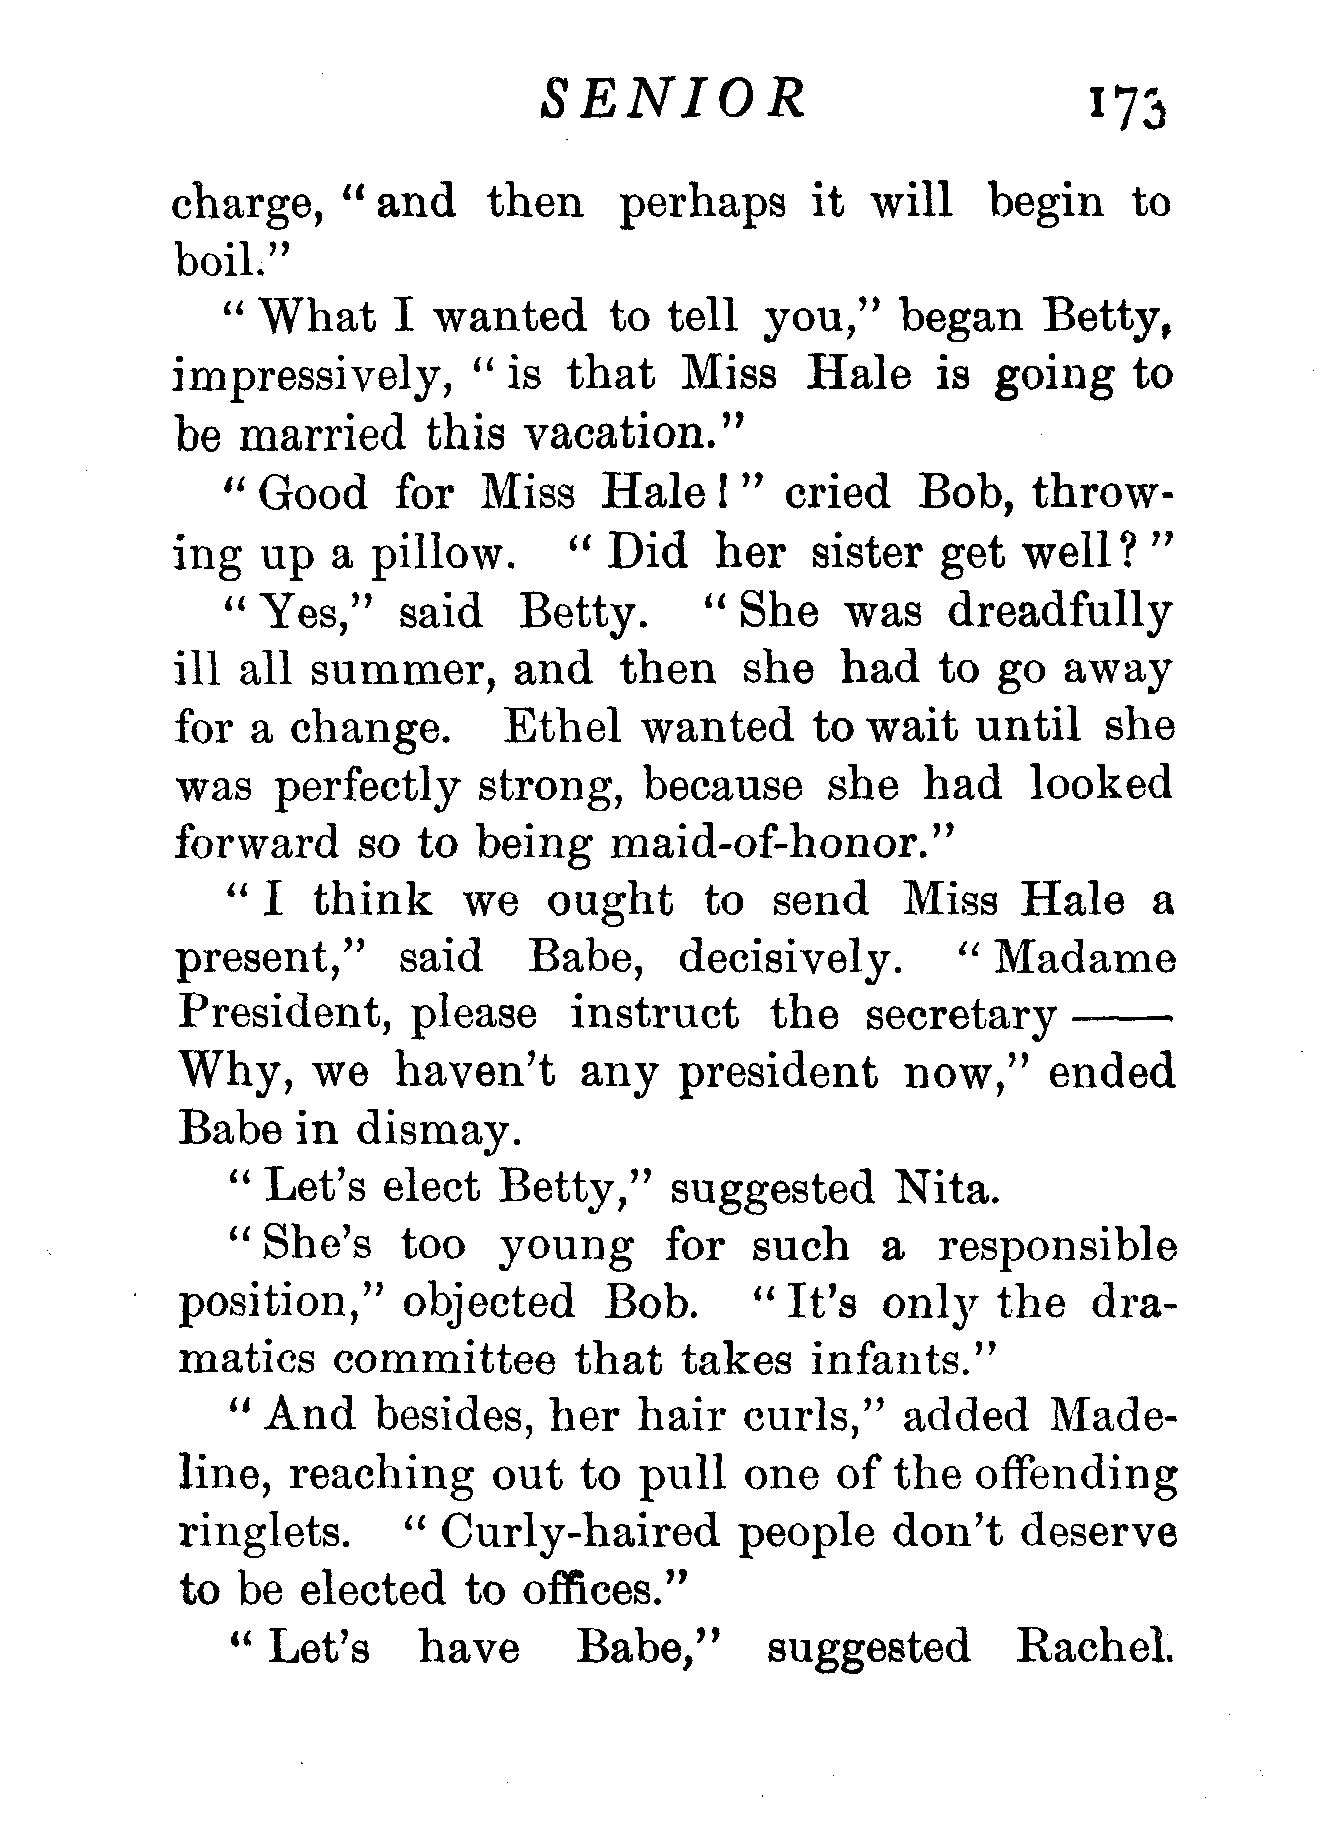 SENIOR 173
charge, " and then perhaps it will begin to
boil."
" What I wanted to tell you," began Betty,
impressively, " is that Miss Hale is going to
be married this vacation."
" Good for Miss Hale ! " cried Bob, throw-
ing up a pillow. " Did her sister get well? "
" Yes," said Betty. " She was dreadfully
ill all summer, and then she had to go away
for a change. Ethel wanted to wait until she
was perfectly strong, because she had looked
forward so to being maid-of-honor."
" I think we ought to send Miss Hale a
present," said Babe, decisively. " Madame
President, please instruct the secretary ——
Why, we haven't any president now," ended
Babe in dismay.
" Let's elect Betty," suggested Nita.
" She's too young for such a responsible
position," objected Bob. " It's only the dra-
matics committee that takes infants."
" And besides, her hair curls," added Made-
line, reaching out to pull one of the offending
ringlets. " Curly-haired people don't deserve
to be elected to offices."
" Let's have Babe," suggested Rachel.